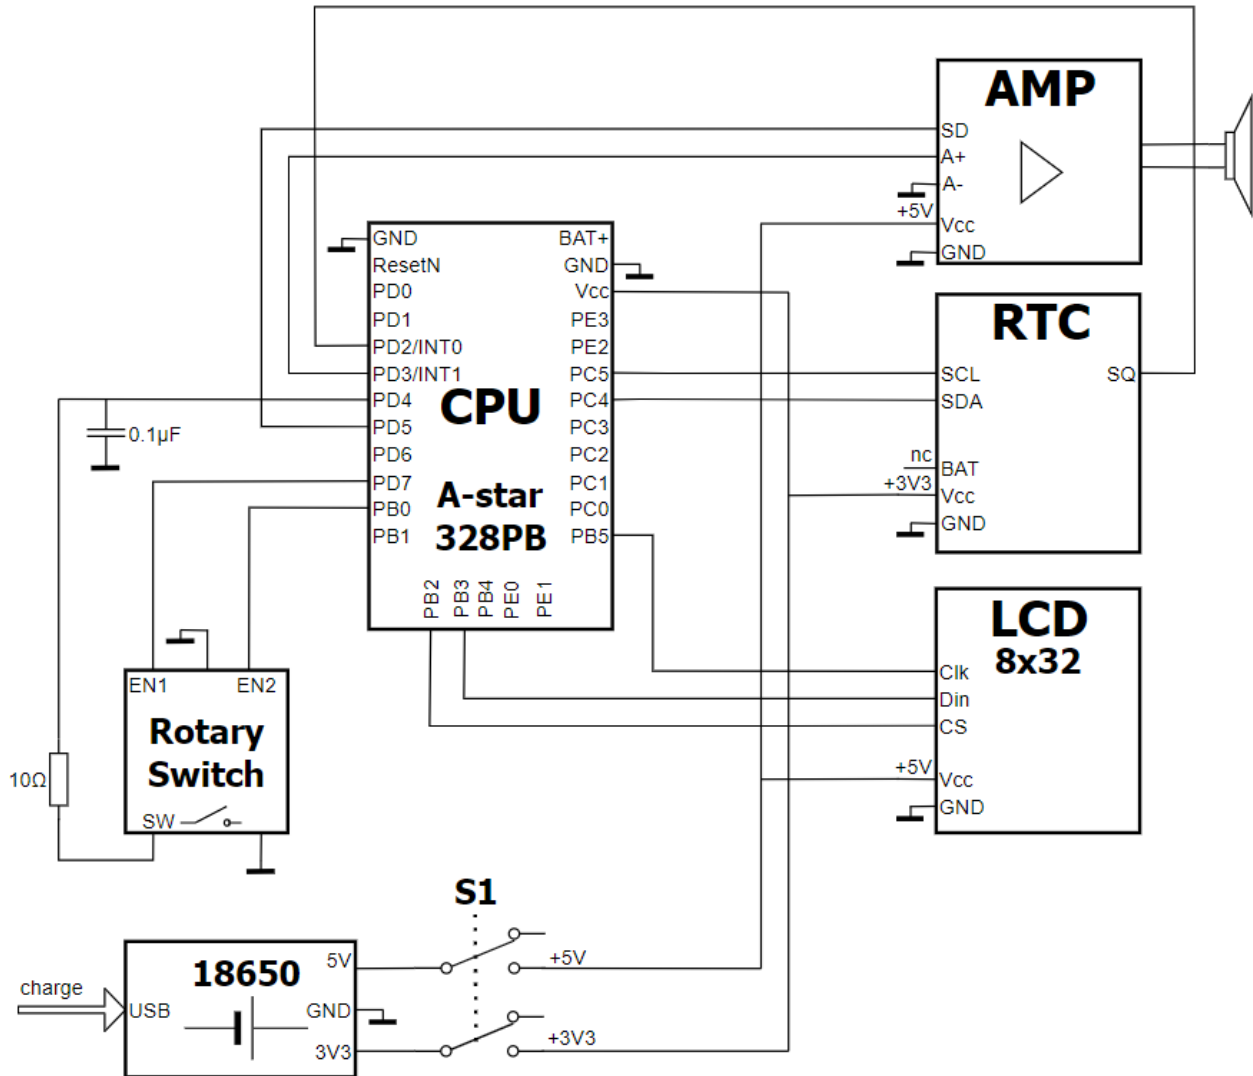 AMP
SD
A+
A-
+5V
Vcc
GND
GND
ResetN
PD0
PD1
PD2/INT0
PD3/INT1
PD4
PD5
PD6
PD7
PB0
PB1
BAT+
GND
Vcc
PE3
PE2
PC5
PC4
PC3
PC2
PC1
PC0
PB5
CPU
A-star
328PB
PB2
PB3
PB4
PE0
PE1
RTC
SCL
SQ
SDA
nc
BAT
+3V3
Vcc
GND
0.1µF
LCD
8x32
Clk
Din
CS
+5V
Vcc
GND
EN1
EN2
Rotary
Switch
SW
10Ω
S1
charge
18650
5V
USB
GND
3V3
+5V
+3V3